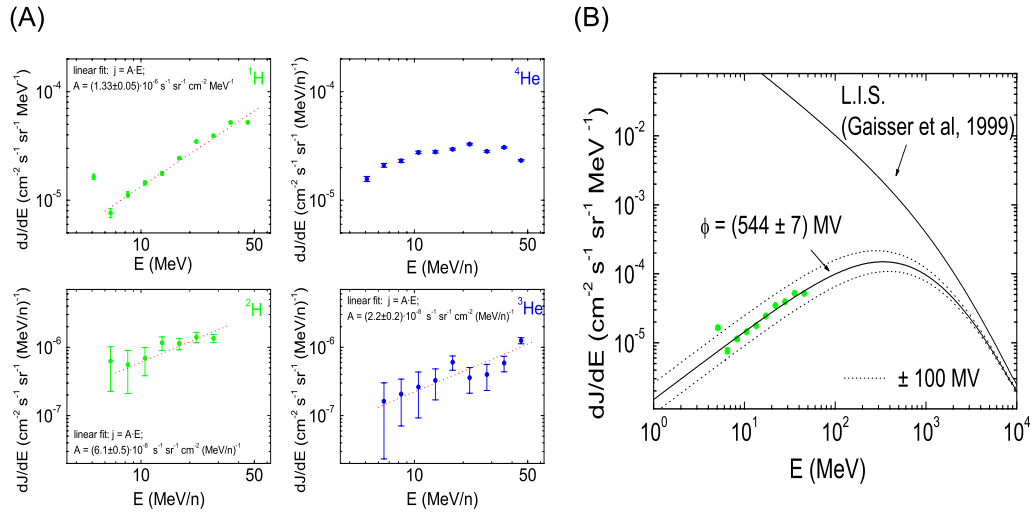 (A)
(B)
linear fit: j = A·E;
A = (1.33±0.05)·10⁻⁶ s⁻¹ sr⁻¹ cm⁻² MeV⁻¹
¹H
10⁻⁴
10⁻⁵
dJ/dE (cm⁻² s⁻¹ sr⁻¹ MeV⁻¹)
10 50
E (MeV)
⁴He
10⁻⁴
10⁻⁵
dJ/dE (cm⁻² s⁻¹ sr⁻¹ (MeV/n)⁻¹)
10 50
E (MeV/n)
²H
10⁻⁶
10⁻⁷
dJ/dE (cm⁻² s⁻¹ sr⁻¹ (MeV/n)⁻¹)
linear fit: j = A·E;
A = (6.1±0.5)·10⁻⁸ s⁻¹ sr⁻¹ cm⁻² (MeV/n)⁻¹
10 50
E (MeV/n)
linear fit: j = A·E;
A = (2.2±0.2)·10⁻⁸ s⁻¹ sr⁻¹ cm⁻² (MeV/n)⁻¹
³He
10⁻⁶
10⁻⁷
dJ/dE (cm⁻² s⁻¹ sr⁻¹ (MeV/n)⁻¹)
10 50
E (MeV/n)
L.I.S.
(Gaisser et al, 1999)
ϕ = (544 ± 7) MV
± 100 MV
10⁻²
10⁻³
10⁻⁴
10⁻⁵
dJ/dE (cm⁻² s⁻¹ sr⁻¹ MeV⁻¹)
10⁰ 10¹ 10² 10³ 10⁴
E (MeV)